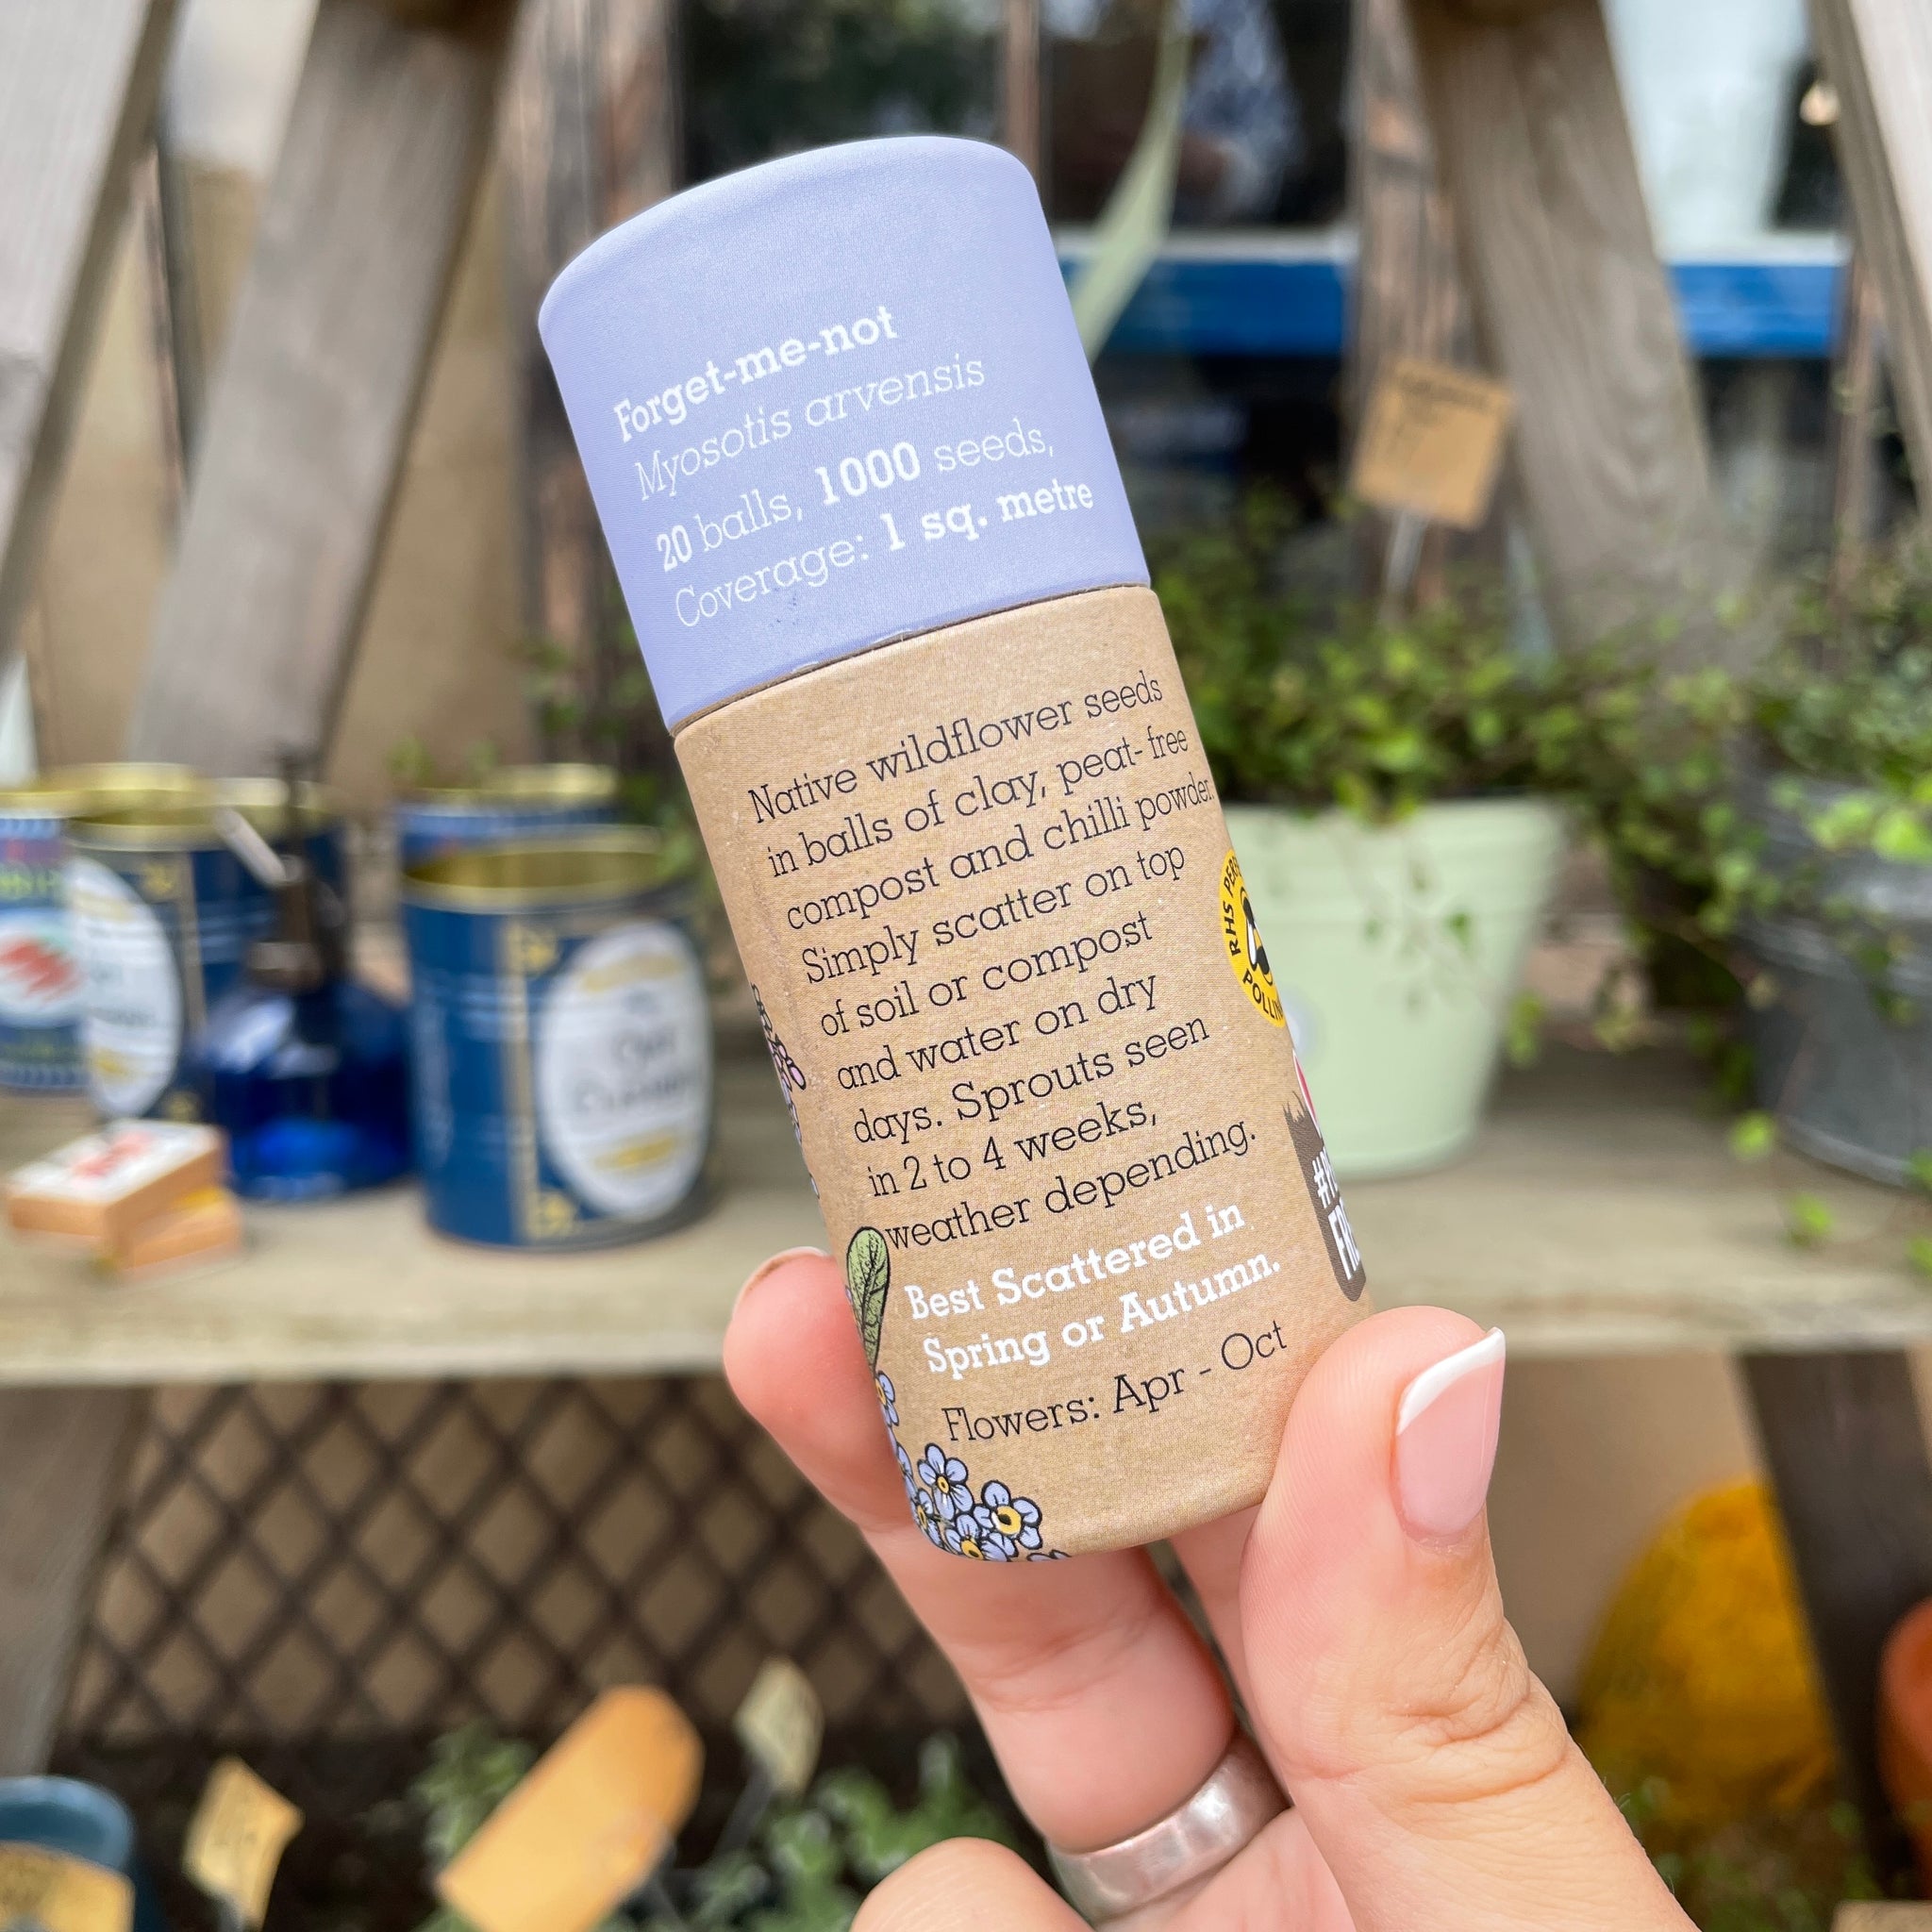 Forget-me-not
Myosotis arvensis
20 balls, 1000 seeds,
Coverage: 1 sq. metre
Native wildflower seeds
in balls of clay, peat- free
compost and chilli powder.
Simply scatter on top
of soil or compost
and water on dry
days. Sprouts seen
in 2 to 4 weeks,
weather depending.
Best Scattered in
Spring or Autumn.
Flowers: Apr - Oct
RHS